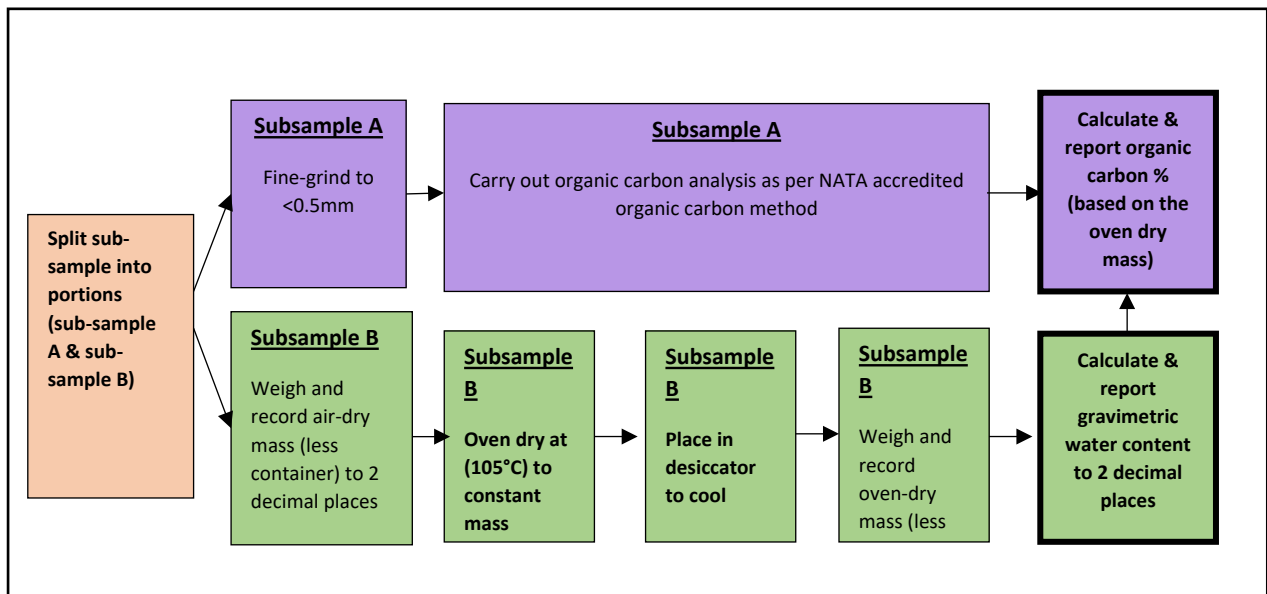 Split sub-
sample into
portions
(sub-sample
A & sub-
sample B)
Subsample A
Fine-grind to
<0.5mm
Subsample A
Carry out organic carbon analysis as per NATA accredited
organic carbon method
Calculate &
report organic
carbon %
(based on the
oven dry
mass)
Subsample B
Weigh and
record air-dry
mass (less
container) to 2
decimal places
Subsample
B
Oven dry at
(105°C) to
constant
mass
Subsample
B
Place in
desiccator
to cool
Subsample
B
Weigh and
record
oven-dry
mass (less
Calculate &
report
gravimetric
water content
to 2 decimal
places